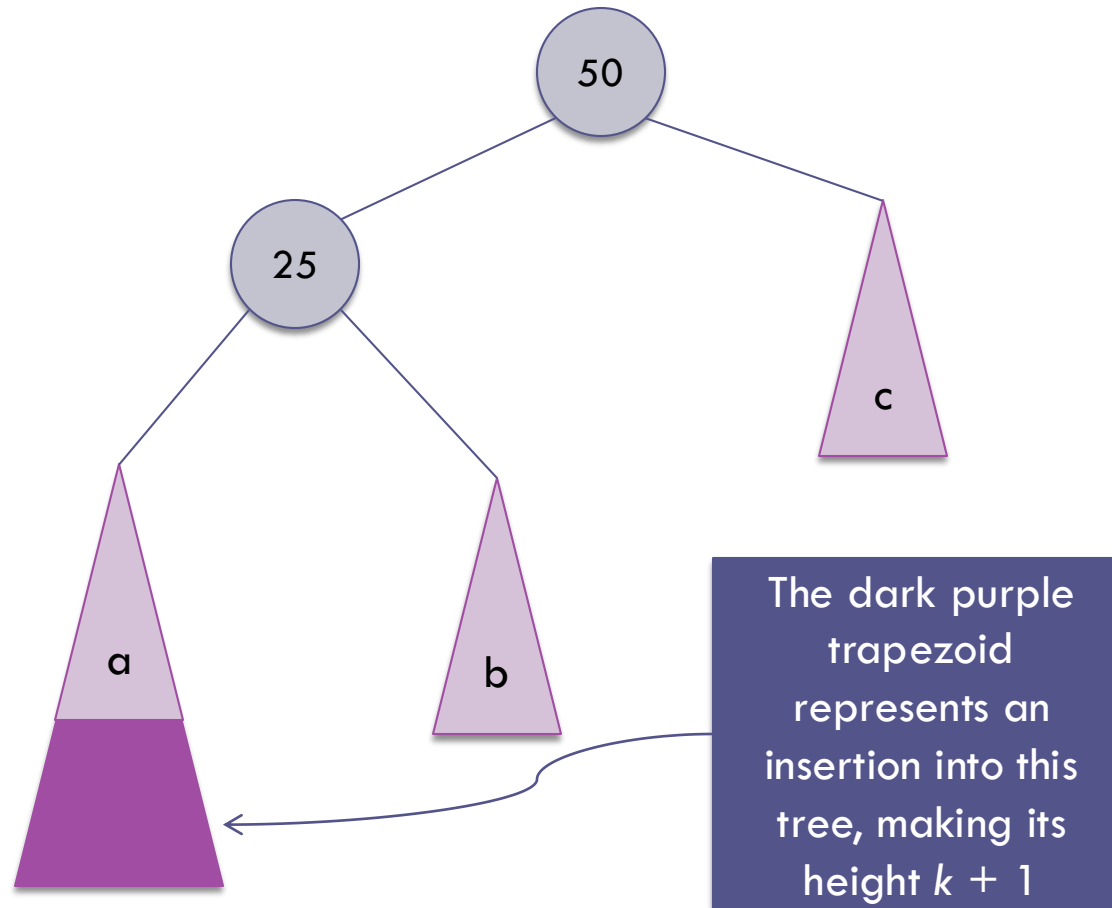 50
25
c
a
b
The dark purple
trapezoid
represents an
insertion into this
tree, making its
height k + 1